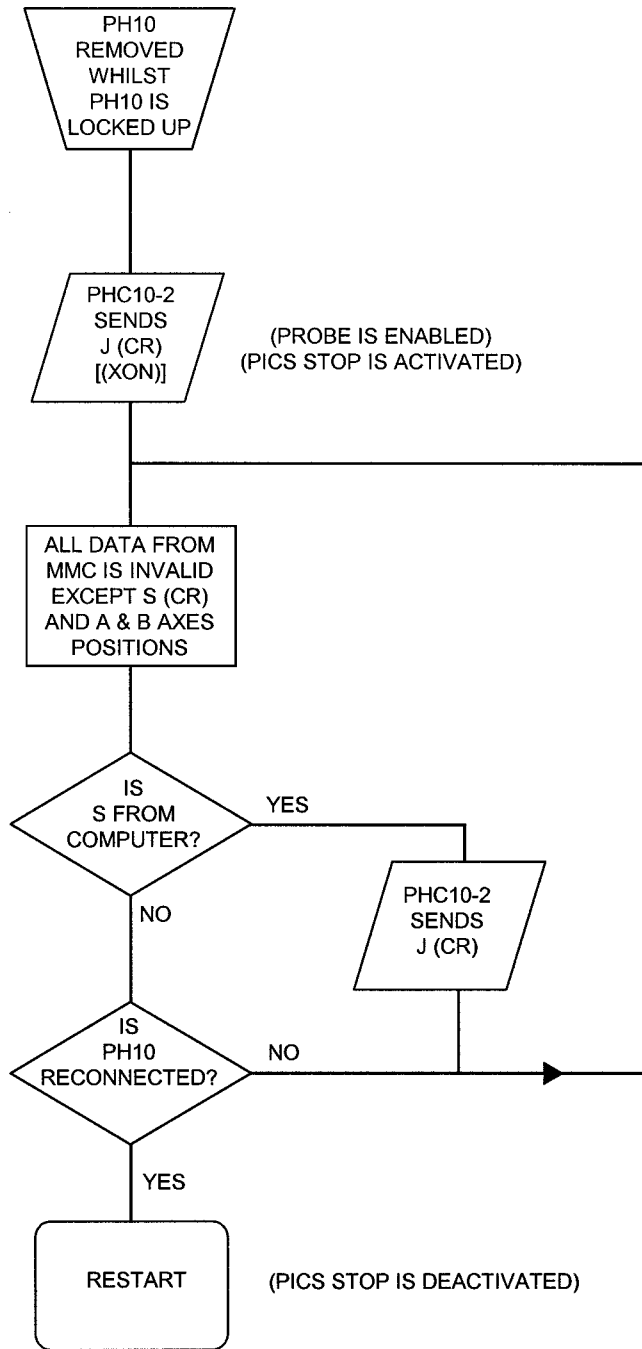 PH10
REMOVED
WHILST
PH10 IS
LOCKED UP
PHC10-2
SENDS
J (CR)
[(XON)]
(PROBE IS ENABLED)
(PICS STOP IS ACTIVATED)
ALL DATA FROM
MMC IS INVALID
EXCEPT S (CR)
AND A & B AXES
POSITIONS
IS
S FROM
COMPUTER?
YES
PHC10-2
SENDS
J (CR)
NO
IS
PH10
RECONNECTED?
NO
YES
RESTART
(PICS STOP IS DEACTIVATED)